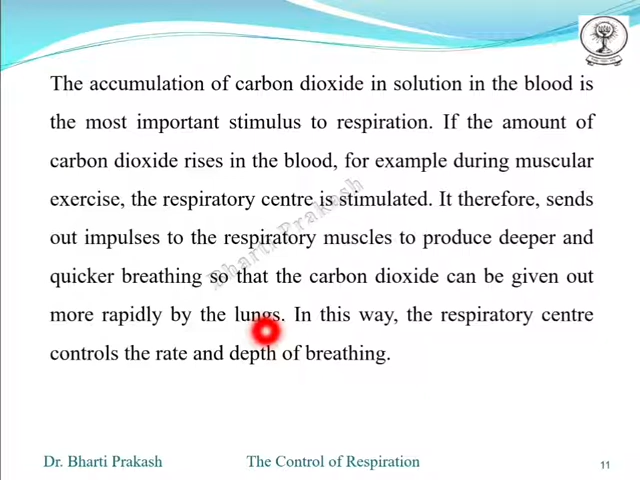 The accumulation of carbon dioxide in solution in the blood is
the most important stimulus to respiration. If the amount of
carbon dioxide rises in the blood, for example during muscular
exercise, the respiratory centre is stimulated. It therefore, sends
out impulses to the respiratory muscles to produce deeper and
quicker breathing so that the carbon dioxide can be given out
more rapidly by the lungs. In this way, the respiratory centre
controls the rate and depth of breathing.
Bharti Prakash
Dr. Bharti Prakash
The Control of Respiration
11